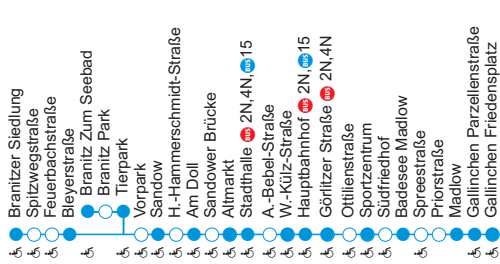 Branitzer Siedlung
Spitzwegstraße
Feuerbachstraße
Bleyerstraße
Branitz Zum Seebad
Branitz Park
Tierpark
Vorpark
Sandow
H.-Hammerschmidt-Straße
Am Doll
Sandower Brücke
Altmarkt
Stadthalle BUS 2N,4N, BUS 15
A.-Bebel-Straße
W.-Külz-Straße
Hauptbahnhof BUS 2N, BUS 15
Görlitzer Straße BUS 2N,4N
Ottilienstraße
Sportzentrum
Südfriedhof
Badesee Madlow
Spreestraße
Priorstraße
Madlow
Gallinchen Parzellenstraße
Gallinchen Friedensplatz